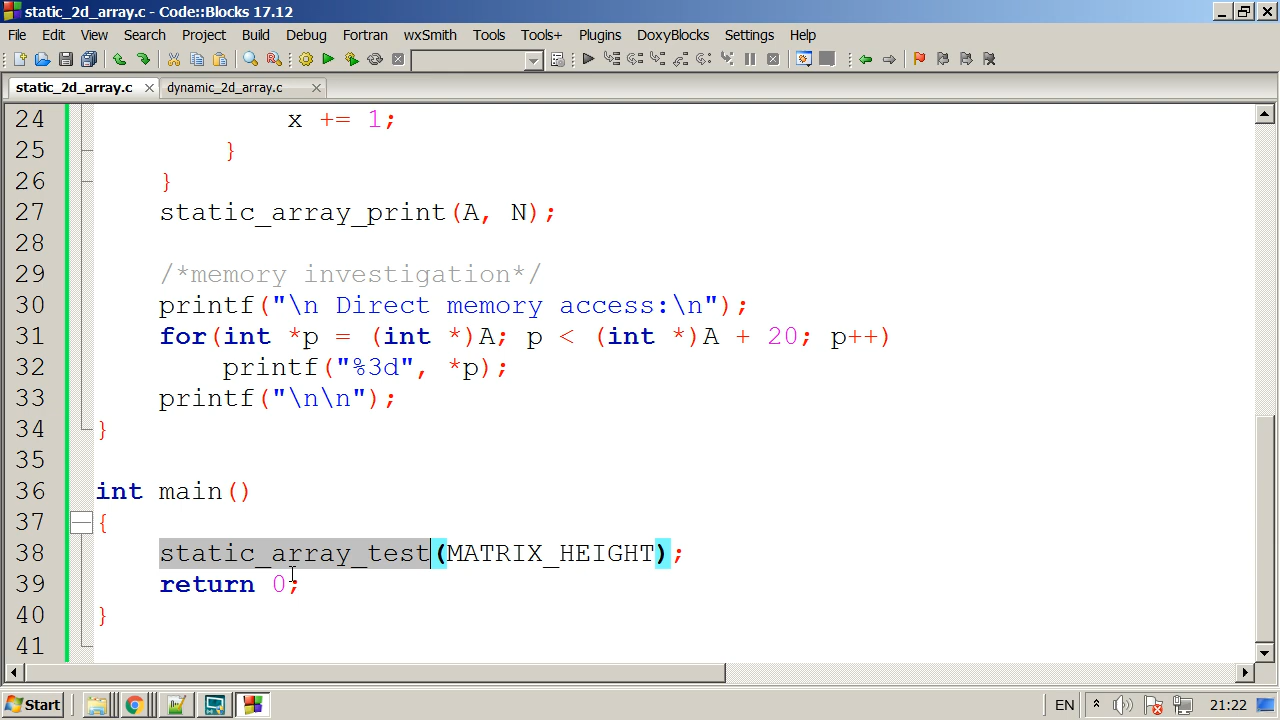 static_2d_array.c - Code::Blocks 17.12
File Edit View Search Project Build Debug Fortran wxSmith Tools Tools+ Plugins DoxyBlocks Settings Help
static_2d_array.c dynamic_2d_array.c
24 x += 1;
25 }
26 }
27 static_array_print(A, N);
28
29 /*memory investigation*/
30 printf("\n Direct memory access:\n");
31 for(int *p = (int *)A; p < (int *)A + 20; p++)
32 printf("%3d", *p);
33 printf("\n\n");
34 }
35
36 int main()
37 {
38 static_array_test(MATRIX_HEIGHT);
39 return 0;
40 }
41
Start EN 21:22